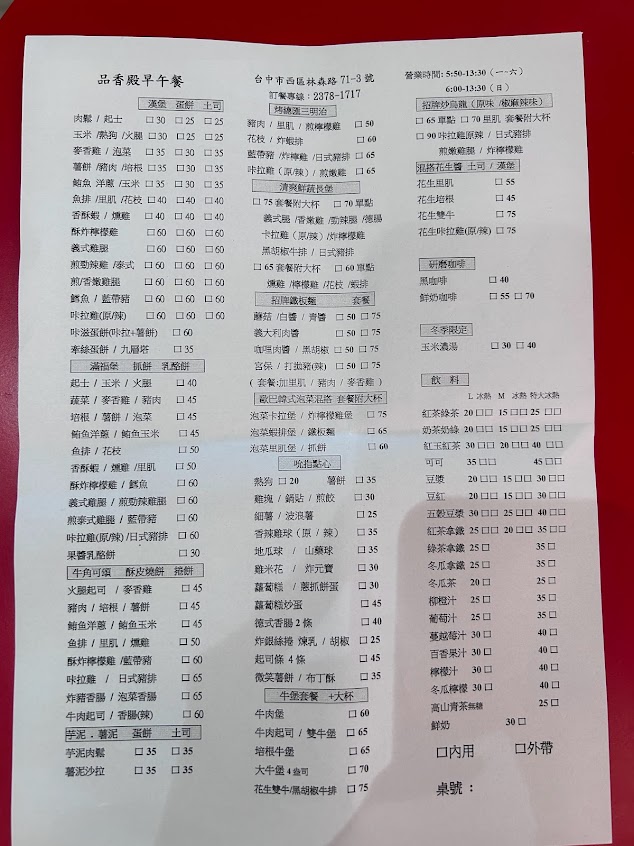 品香殿早午餐
漢堡 蛋餅 土司
肉鬆 / 起士 □ 30 □ 25 □ 25
玉米 /熱狗 /火腿 □ 30 □ 25 □ 25
麥香雞 / 泡菜 □ 35 □ 30 □ 30
薯餅 /豬肉 /培根 □ 35 □ 30 □ 30
鮪魚 洋蔥 /玉米 □ 35 □ 30 □ 30
魚排 / 里肌 /花枝 □ 40 □ 40 □ 40
香酥蝦 / 燻雞 □ 40 □ 40 □ 40
酥炸檸檬雞 □ 60 □ 60 □ 60
義式雞腿 □ 60 □ 60 □ 60
煎勁辣雞 /泰式 □ 60 □ 60 □ 60
煎/香嫩雞腿 □ 60 □ 60 □ 60
鱈魚 / 藍帶豬 □ 60 □ 60 □ 60
咔拉雞(原/辣) □ 60 □ 60 □ 60
咔滋蛋餅(咔拉+薯餅) □ 60
牽絲蛋餅 / 九層塔 □ 35
滿福堡 抓餅 乳酪餅
起士 / 玉米 / 火腿 □ 40
蔬菜 / 麥香雞 / 豬肉 □ 45
培根 / 薯餅 / 泡菜 □ 45
鮪魚洋蔥 / 鮪魚玉米 □ 45
魚排 / 花枝 □ 50
香酥蝦 / 燻雞 /里肌 □ 50
酥炸檸檬雞 / 鱈魚 □ 60
義式雞腿 / 煎勁辣雞腿 □ 60
煎泰式雞腿 / 藍帶豬 □ 60
咔拉雞(原/辣) /日式豬排 □ 60
果醬乳酪餅 □ 30
牛角可頌 酥皮燒餅 捲餅
火腿起司 / 麥香雞 □ 45
豬肉 / 培根 / 薯餅 □ 45
鮪魚洋蔥 / 鮪魚玉米 □ 45
魚排 / 里肌 / 燻雞 □ 50
酥炸檸檬雞 /藍帶豬 □ 60
咔拉雞 / 日式豬排 □ 65
炸豬香腸 / 泡菜香腸 □ 65
牛肉起司 / 香腸(辣) □ 60
芋泥．薯泥 蛋餅 土司
芋泥肉鬆 □ 35 □ 35
薯泥沙拉 □ 35 □ 35
台中市西區林森路 71-3 號
訂餐專線：2378-1717
烤總匯三明治
豬肉 / 里肌 / 煎檸檬雞 □ 50
花枝 / 炸蝦排 □ 60
藍帶豬 /炸檸檬雞 /日式豬排 □ 65
咔拉雞(原/辣) / 煎嫩雞 □ 65
清爽鮮蔬長堡
□ 75 套餐附大杯 □ 70 單點
義式腿 /香嫩雞 /勁辣腿 /德腸
卡拉雞 (原/辣) /炸檸檬雞
黑胡椒牛排 / 日式豬排
□ 65 套餐附大杯 □ 60 單點
燻雞 /檸檬雞 /花枝 /蝦排
招牌鐵板麵 套餐
蘑菇 / 白醬 / 青醬 □ 50 □ 75
義大利肉醬 □ 50 □ 75
咖哩肉醬 / 黑胡椒 □ 50 □ 75
宮保 / 打拋豬(辣) □ 50 □ 75
( 套餐:加里肌 / 豬肉 / 麥香雞 )
歐巴韓式泡菜混搭 套餐附大杯
泡菜卡拉堡 / 炸檸檬雞堡 □ 75
泡菜蝦排堡 / 鐵板麵 □ 65
泡菜里肌堡 / 抓餅 □ 60
吮指點心
熱狗 □ 20 薯餅 □ 35
雞塊 / 鍋貼 / 煎餃 □ 30
細薯 / 波浪薯 □ 25
香辣雞球 ( 原 / 辣 ) □ 35
地瓜球 / 山藥球 □ 35
雞米花 / 炸元寶 □ 30
蘿蔔糕 / 蔥抓餅蛋 □ 30
蘿蔔糕炒蛋 □ 45
德式香腸 2 條 □ 40
炸銀絲捲 煉乳 / 胡椒 □ 25
起司條 4 條 □ 45
微笑薯餅 / 布丁酥 □ 35
牛堡套餐 +大杯
牛肉堡 □ 60
牛肉起司 / 雙牛堡 □ 65
培根牛堡 □ 65
大牛堡 4 盎司 □ 70
花生雙牛/黑胡椒牛排 □ 75
營業時間: 5:50-13:30 (一~六)
6:00-13:30 (日)
招牌炒烏龍 (原味 /椒麻辣味)
□ 65 單點 □ 70 里肌 套餐附大杯
□ 90 咔拉原辣 / 日式豬排
煎嫩雞 / 炸檸檬雞
混搭花生醬 土司 / 漢堡
花生里肌 □ 55
花生培根 □ 45
花生雙牛 □ 75
花生咔拉(原/辣) □ 75
研磨咖啡
黑咖啡 □ 40
鮮奶咖啡 □ 55 □ 70
冬季限定
玉米濃湯 □ 30 □ 40
飲 料
L 冰熱 M 冰熱 特大冰熱
紅茶綠茶 20 □□ 15 □□ 25 □□
奶茶奶綠 20 □□ 15 □□ 25 □□
紅玉紅茶 30 □□ 20 □□ 40 □□
可可 35 □□ 45 □□
豆漿 20 □□ 15 □□ 30 □□
豆紅 20 □□ 15 □□ 30 □□
五穀豆漿 30 □□ 25 □□ 40 □□
紅茶拿鐵 25 □□ 20 □□ 35 □□
綠茶拿鐵 25 □ 35 □
冬瓜拿鐵 25 □ 35 □
冬瓜茶 20 □ 25 □
柳橙汁 25 □ 35 □
葡萄汁 25 □ 35 □
蔓越莓汁 30 □ 40 □
百香果汁 30 □ 40 □
檸檬汁 30 □ 40 □
冬瓜檸檬 30 □ 40 □
高山青茶 無糖 25 □ 35 □
鮮奶 30 □
□內用 □外帶
桌號：